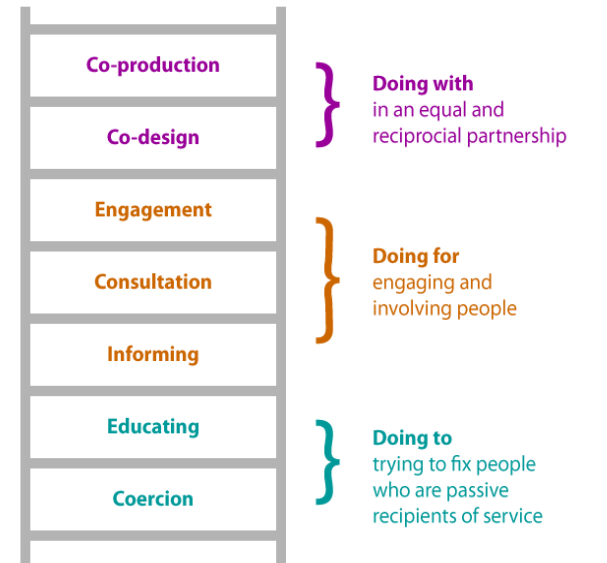 Co-production
Co-design
Engagement
Consultation
Informing
Educating
Coercion
Doing with
in an equal and
reciprocial partnership
Doing for
engaging and
involving people
Doing to
trying to fix people
who are passive
recipients of service